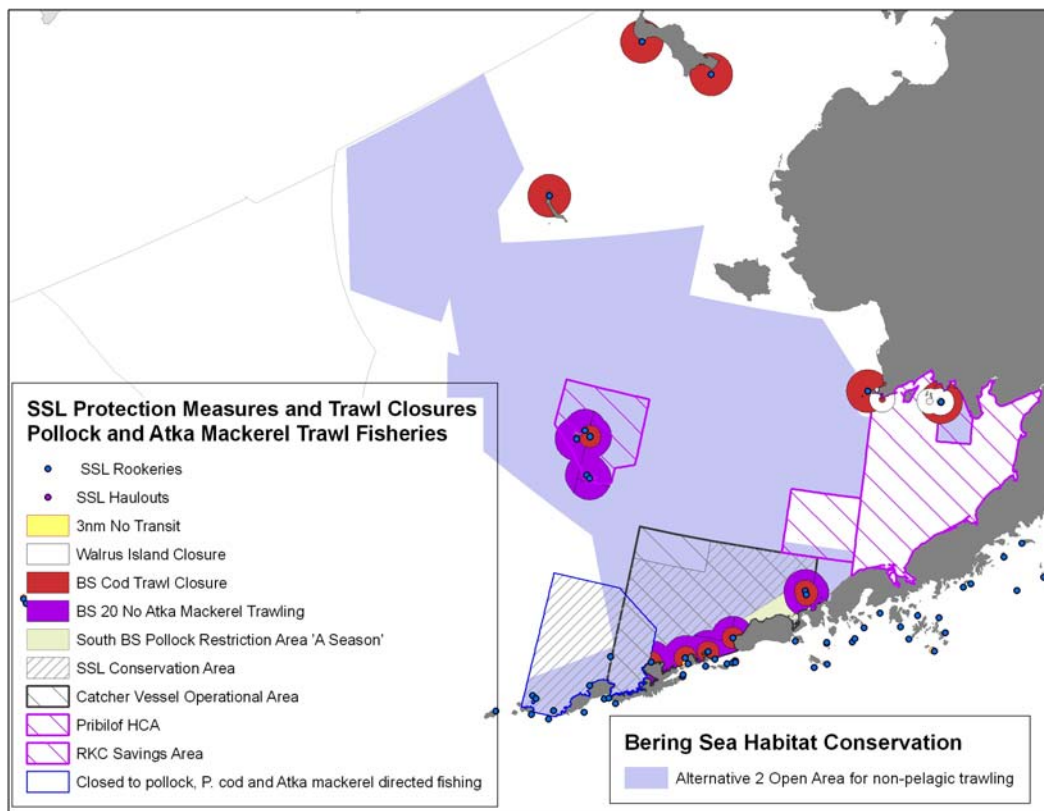 SSL Protection Measures and Trawl Closures
Pollock and Atka Mackerel Trawl Fisheries
SSL Rookeries
SSL Haulouts
3nm No Transit
Walrus Island Closure
BS Cod Trawl Closure
BS 20 No Atka Mackerel Trawling
South BS Pollock Restriction Area 'A Season'
SSL Conservation Area
Catcher Vessel Operational Area
Pribilof HCA
RKC Savings Area
Closed to pollock, P. cod and Atka mackerel directed fishing
Bering Sea Habitat Conservation
Alternative 2 Open Area for non-pelagic trawling